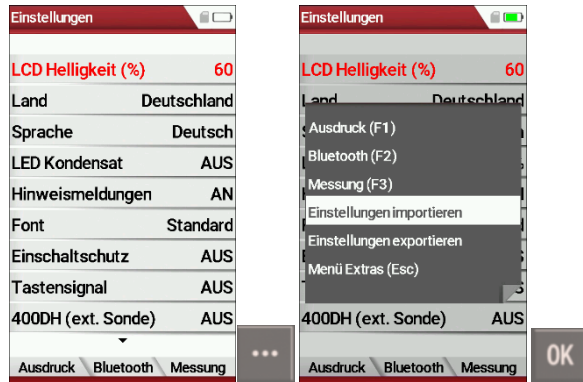 Einstellungen
LCD Helligkeit (%) 60
Land Deutschland
Sprache Deutsch
LED Kondensat AUS
Hinweismeldungen AN
Font Standard
Einschaltschutz AUS
Tastensignal AUS
400DH (ext. Sonde) AUS
Ausdruck Bluetooth Messung
...
Einstellungen
LCD Helligkeit (%) 60
Land Deutschland
Ausdruck (F1)
Bluetooth (F2)
Messung (F3)
Einstellungen importieren
Einstellungen exportieren
Menü Extras (Esc)
400DH (ext. Sonde) AUS
Ausdruck Bluetooth Messung
OK